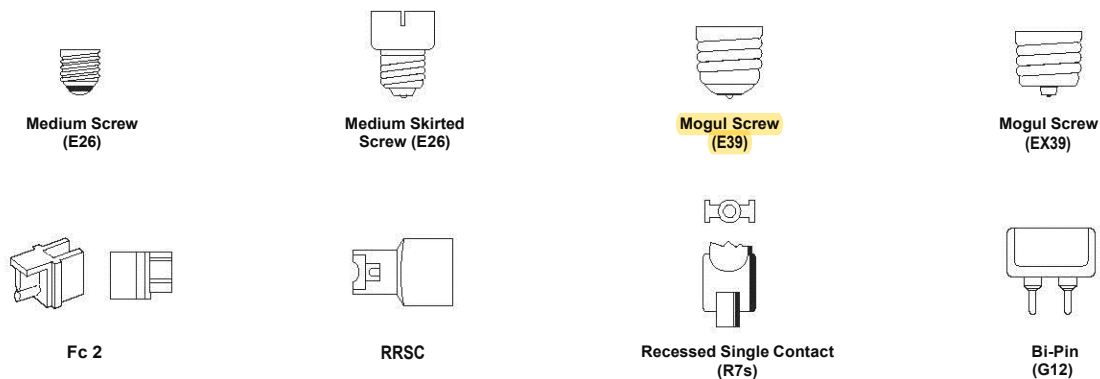 Medium Screw
(E26)
Medium Skirted
Screw (E26)
Mogul Screw
(E39)
Mogul Screw
(EX39)
Fc 2
RRSC
Recessed Single Contact
(R7s)
Bi-Pin
(G12)